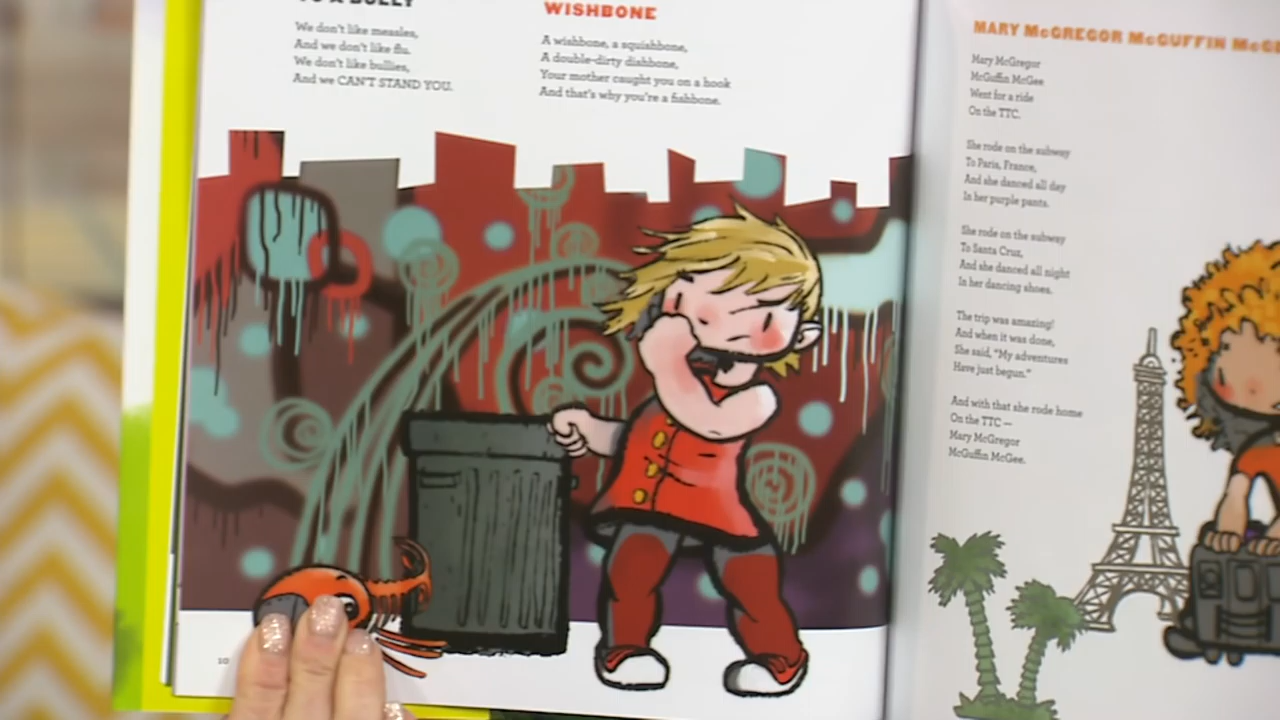 TO A BULLY
We don't like measles,
And we don't like flu.
We don't like bullies,
And we CAN'T STAND YOU.
WISHBONE
A wishbone, a squishbone,
A double-dirty dishbone,
Your mother caught you on a hook
And that's why you're a fishbone.
10
MARY McGREGOR McGUFFIN McG
Mary McGregor
McGuffin McGee
Went for a ride
On the TTC.
She rode on the subway
To Paris, France,
And she danced all day
In her purple pants.
She rode on the subway
To Santa Cruz,
And she danced all night
In her dancing shoes.
The trip was amazing!
And when it was done,
She said, "My adventures
Have just begun."
And with that she rode home
On the TTC —
Mary McGregor
McGuffin McGee.